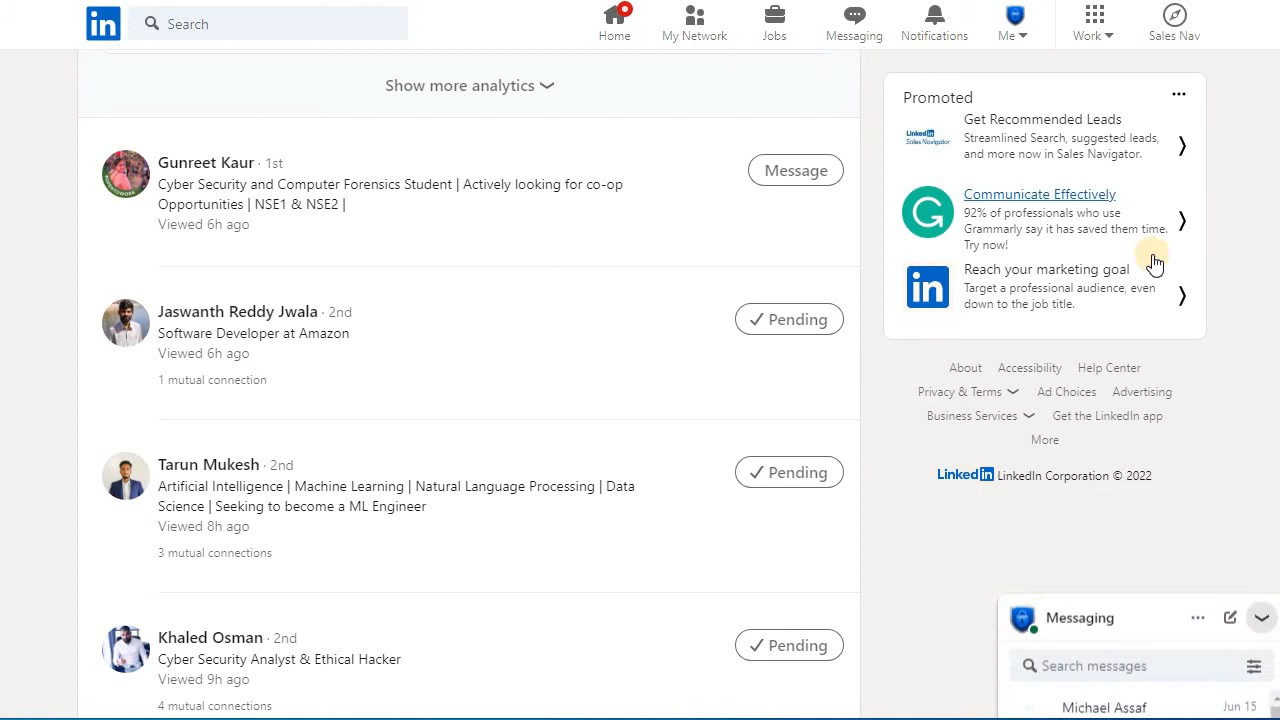 in
Search
Home
My Network
Jobs
Messaging
Notifications
Me
Work
Sales Nav
Show more analytics
Gunreet Kaur · 1st
Cyber Security and Computer Forensics Student | Actively looking for co-op
Opportunities | NSE1 & NSE2 |
Viewed 6h ago
Message
Jaswanth Reddy Jwala · 2nd
Software Developer at Amazon
Viewed 6h ago
1 mutual connection
Pending
Tarun Mukesh · 2nd
Artificial Intelligence | Machine Learning | Natural Language Processing | Data
Science | Seeking to become a ML Engineer
Viewed 8h ago
3 mutual connections
Pending
Khaled Osman · 2nd
Cyber Security Analyst & Ethical Hacker
Viewed 9h ago
4 mutual connections
Pending
Promoted
Linked in
Sales Navigator
Get Recommended Leads
Streamlined Search, suggested leads,
and more now in Sales Navigator.
Communicate Effectively
92% of professionals who use
Grammarly say it has saved them time.
Try now!
in
Reach your marketing goal
Target a professional audience, even
down to the job title.
About Accessibility Help Center
Privacy & Terms Ad Choices Advertising
Business Services Get the LinkedIn app
More
Linked in LinkedIn Corporation © 2022
Messaging
Search messages
Michael Assaf Jun 15